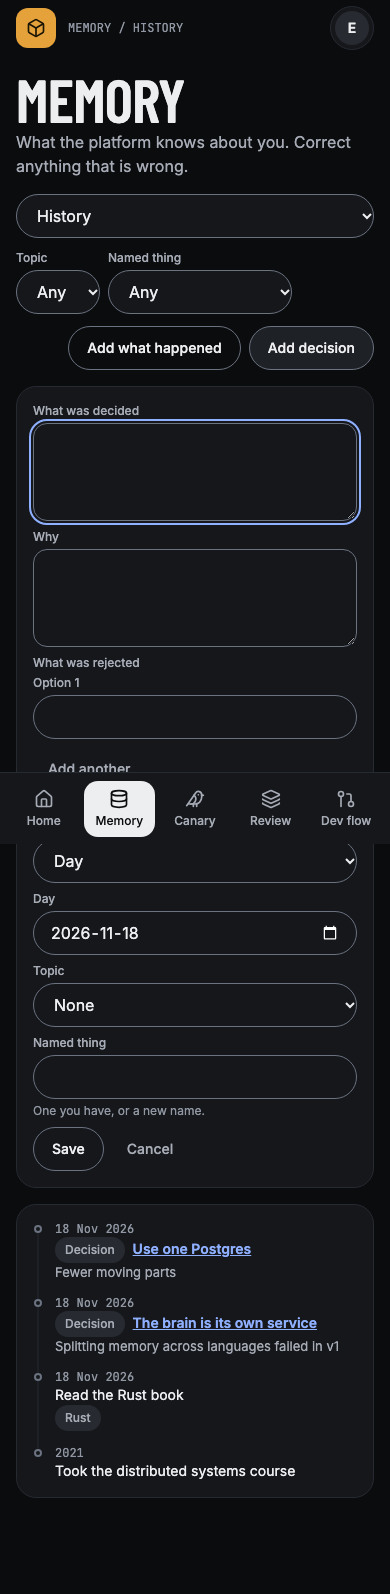 MEMORY / HISTORY
E
MEMORY
What the platform knows about you. Correct
anything that is wrong.
History
Topic
Named thing
Any
Any
Add what happened
Add decision
What was decided
Why
What was rejected
Option 1
Add another
Home
Memory
Canary
Review
Dev flow
Day
Day
2026-11-18
Topic
None
Named thing
One you have, or a new name.
Save
Cancel
18 Nov 2026
Decision
Use one Postgres
Fewer moving parts
18 Nov 2026
Decision
The brain is its own service
Splitting memory across languages failed in v1
18 Nov 2026
Read the Rust book
Rust
2021
Took the distributed systems course